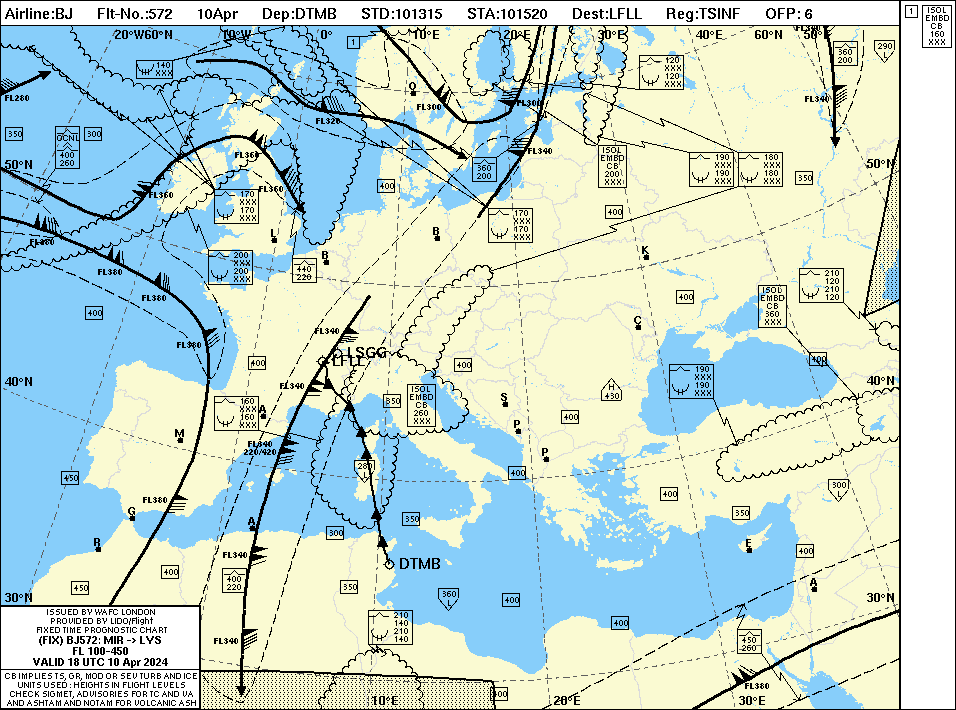 Airline:BJ Flt-No.:572 10Apr Dep:DTMB STD:101315 STA:101520 Dest:LFLL Reg:TSINF OFP: 6
1
ISOL
EMBD
CB
160
XXX
20°W60°N 10°W 0° 10°E 20°E 30°E 40°E 60°N 50°E
1
140
XXX
120
XXX
120
XXX
360
200
290
L
FL280
O
FL300
FL300
FL340
FL320
350
GCNL
400
260
300
FL360
FL340
50°N
50°N
360
200
ISOL
EMBD
CB
200
XXX
190
XXX
190
XXX
180
XXX
180
XXX
350
FL360
FL360
400
170
XXX
170
XXX
170
XXX
170
XXX
400
L
B
FL380
200
XXX
200
XXX
B
440
220
K
FL380
FL380
210
120
210
120
400
400
ISOL
EMBD
CB
360
XXX
FL340
C
FL380
LSGG
LFLL
400
400
400
40°N
40°N
190
XXX
190
XXX
FL340
350
ISOL
EMBD
CB
260
XXX
H
430
160
XXX
160
XXX
A
S
400
M
P
FL340
220/420
P
280
L
400
450
300
L
FL380
400
G
350
350
A
300
R
E
FL340
400
DTMB
400
400
220
450
350
A
30°N
360
L
400
30°N
210
140
210
140
400
FL340
450
260
FL380
400
10°E 20°E 30°E
ISSUED BY WAFC LONDON
PROVIDED BY LIDO/Flight
FIXED TIME PROGNOSTIC CHART
(FIX) BJ572: MIR -> LYS
FL 100-450
VALID 18 UTC 10 Apr 2024
CB IMPLIES TS, GR, MOD OR SEV TURB AND ICE
UNITS USED : HEIGHTS IN FLIGHT LEVELS
CHECK SIGMET, ADVISORIES FOR TC AND VA
AND ASHTAM AND NOTAM FOR VOLCANIC ASH